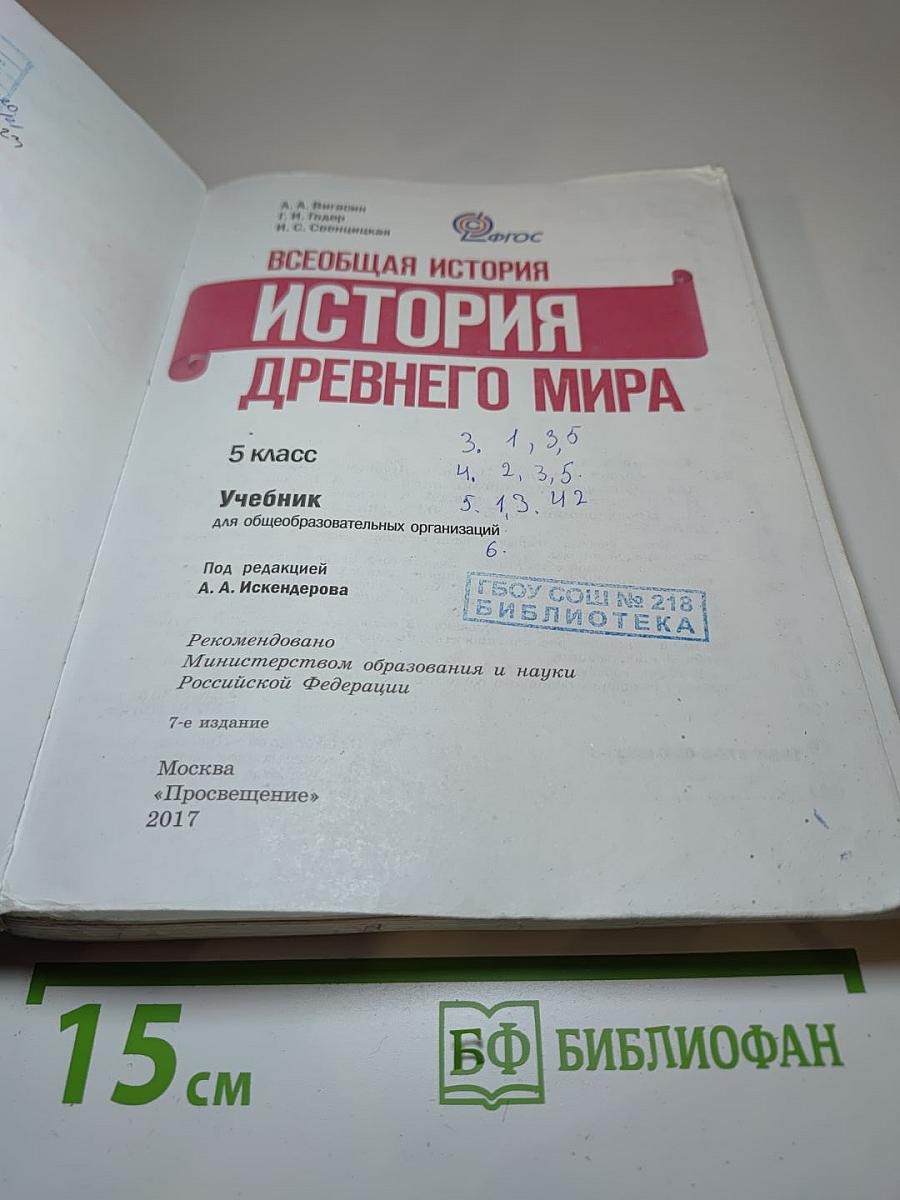 А. А. Вигасин
Г. И. Годер
И. С. Свенцицкая
ФГОС
ВСЕОБЩАЯ ИСТОРИЯ
ИСТОРИЯ
ДРЕВНЕГО МИРА
5 класс
3. 1, 3,5
4. 2, 3,5.
Учебник
5. 1,3. 42
для общеобразовательных организаций
6.
Под редакцией
А. А. Искендерова
ГБОУ СОШ № 218
БИБЛИОТЕКА
Рекомендовано
Министерством образования и науки
Российской Федерации
7-е издание
Москва
«Просвещение»
2017
15 см
БФ БИБЛИОФАН